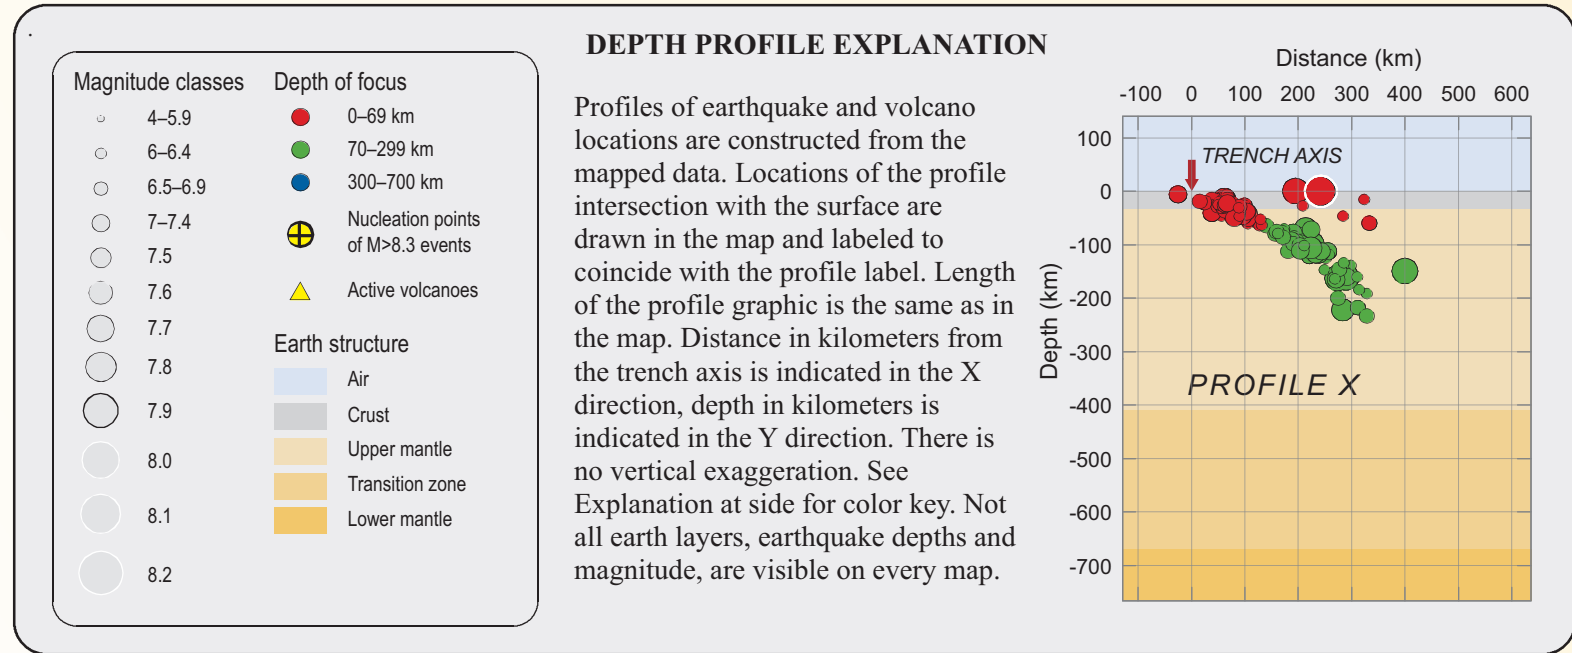 DEPTH PROFILE EXPLANATION
Magnitude classes
4–5.9
6–6.4
6.5–6.9
7–7.4
7.5
7.6
7.7
7.8
7.9
8.0
8.1
8.2
Depth of focus
0–69 km
70–299 km
300–700 km
Nucleation points
of M>8.3 events
Active volcanoes
Earth structure
Air
Crust
Upper mantle
Transition zone
Lower mantle
Profiles of earthquake and volcano
locations are constructed from the
mapped data. Locations of the profile
intersection with the surface are
drawn in the map and labeled to
coincide with the profile label. Length
of the profile graphic is the same as in
the map. Distance in kilometers from
the trench axis is indicated in the X
direction, depth in kilometers is
indicated in the Y direction. There is
no vertical exaggeration. See
Explanation at side for color key. Not
all earth layers, earthquake depths and
magnitude, are visible on every map.
Distance (km)
-100 0 100 200 300 400 500 600
TRENCH AXIS
Depth (km)
100
0
-100
-200
-300
-400
-500
-600
-700
PROFILE X